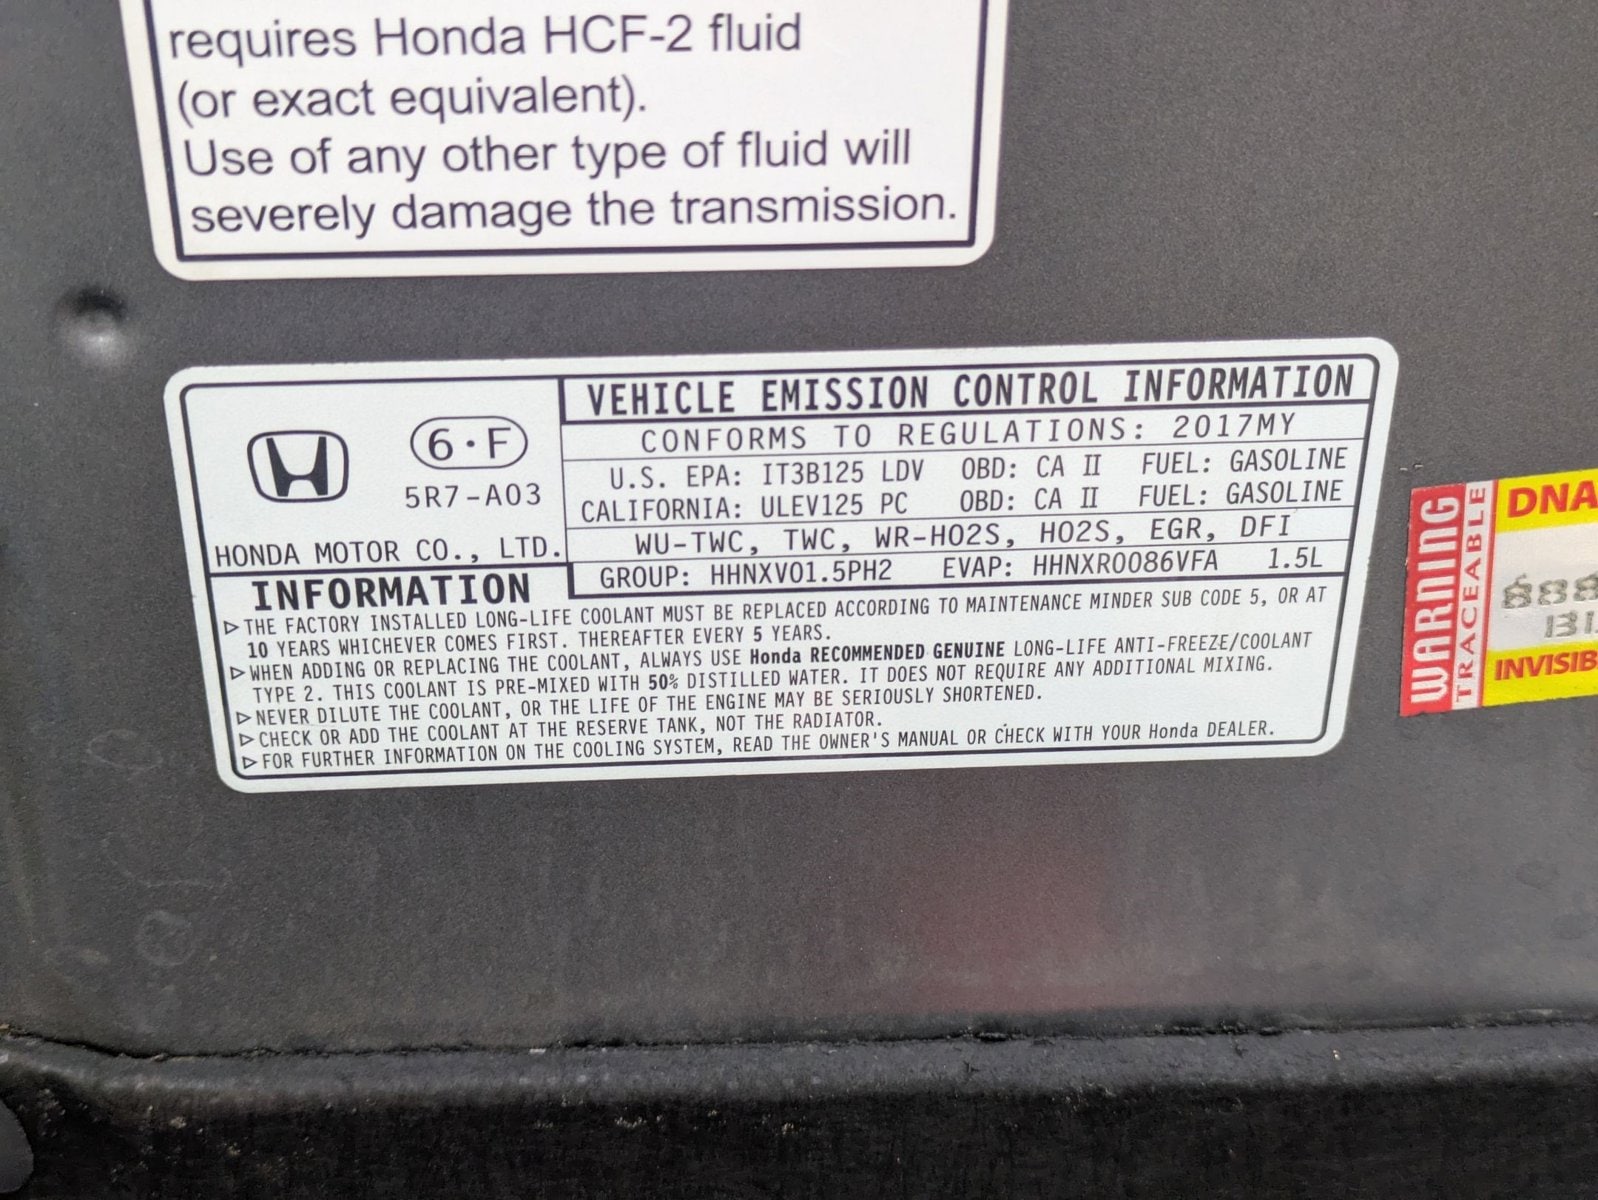 requires Honda HCF-2 fluid
(or exact equivalent).
Use of any other type of fluid will
severely damage the transmission.
6·F
5R7-A03
HONDA MOTOR CO., LTD.
VEHICLE EMISSION CONTROL INFORMATION
CONFORMS TO REGULATIONS: 2017MY
U.S. EPA: IT3B125 LDV OBD: CA II FUEL: GASOLINE
CALIFORNIA: ULEV125 PC OBD: CA II FUEL: GASOLINE
WU-TWC, TWC, WR-HO2S, HO2S, EGR, DFI
GROUP: HHNXV01.5PH2 EVAP: HHNXR0086VFA 1.5L
INFORMATION
▷THE FACTORY INSTALLED LONG-LIFE COOLANT MUST BE REPLACED ACCORDING TO MAINTENANCE MINDER SUB CODE 5, OR AT
10 YEARS WHICHEVER COMES FIRST. THEREAFTER EVERY 5 YEARS.
▷WHEN ADDING OR REPLACING THE COOLANT, ALWAYS USE Honda RECOMMENDED GENUINE LONG-LIFE ANTI-FREEZE/COOLANT
TYPE 2. THIS COOLANT IS PRE-MIXED WITH 50% DISTILLED WATER. IT DOES NOT REQUIRE ANY ADDITIONAL MIXING.
▷NEVER DILUTE THE COOLANT, OR THE LIFE OF THE ENGINE MAY BE SERIOUSLY SHORTENED.
▷CHECK OR ADD THE COOLANT AT THE RESERVE TANK, NOT THE RADIATOR.
▷FOR FURTHER INFORMATION ON THE COOLING SYSTEM, READ THE OWNER'S MANUAL OR CHECK WITH YOUR Honda DEALER.
WARNING
TRACEABLE
DNA
INVISIB